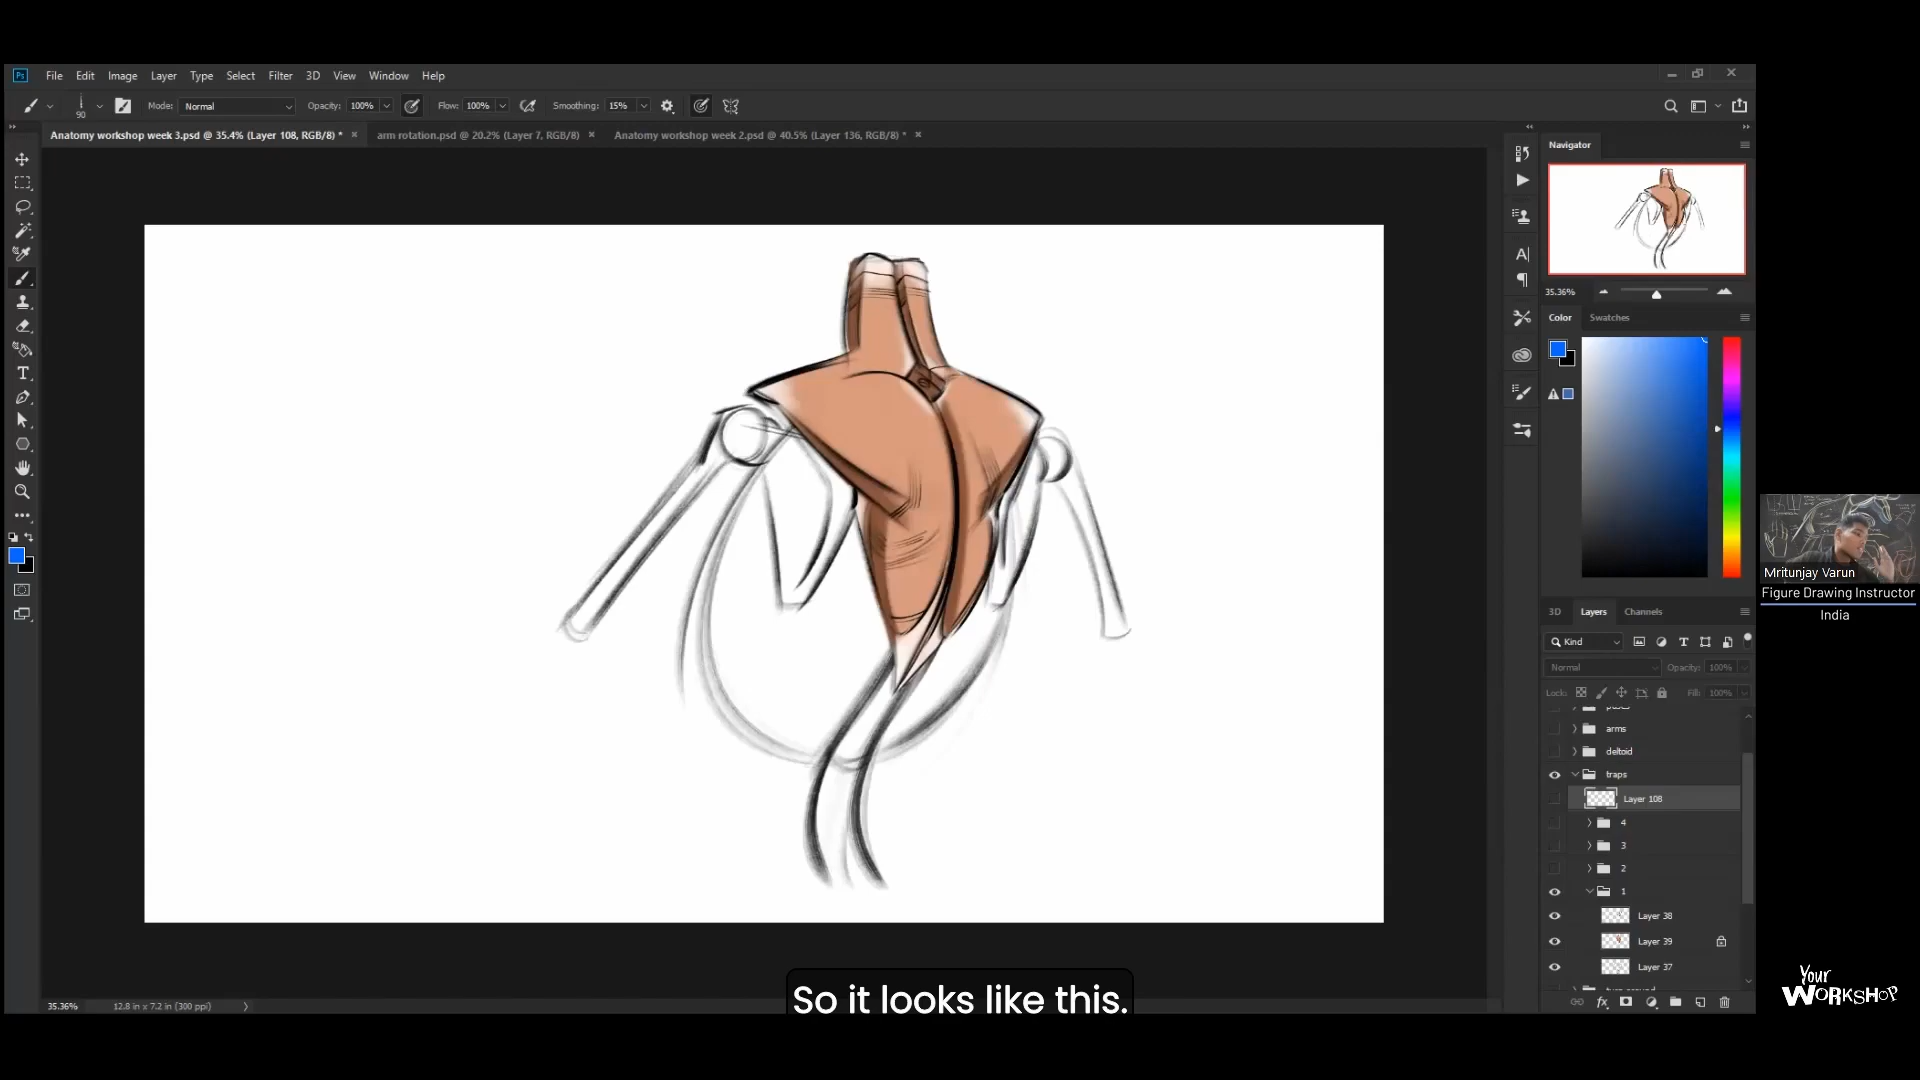 Ps File Edit Image Layer Type Select Filter 3D View Window Help
90 Mode: Normal Opacity: 100% Flow: 100% Smoothing: 15%
Anatomy workshop week 3.psd @ 35.4% (Layer 108, RGB/8) * × arm rotation.psd @ 20.2% (Layer 7, RGB/8) × Anatomy workshop week 2.psd @ 40.5% (Layer 136, RGB/8) * ×
Navigator
35.36%
Color Swatches
3D Layers Channels
Kind
Normal Opacity: 100%
Lock: Fill: 100%
arms
deltoid
traps
Layer 108
4
3
2
1
Layer 38
Layer 39
Layer 37
35.36% 12.8 in x 7.2 in (300 ppi)
So it looks like this.
Mritunjay Varun
Figure Drawing Instructor
India
Your
WORKSHOP